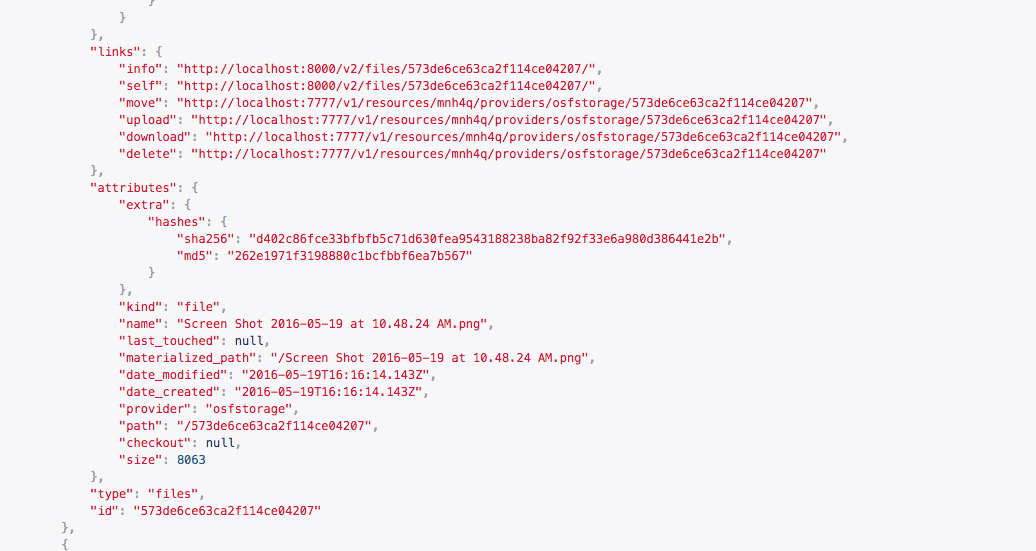 }
}
},
"links": {
"info": "http://localhost:8000/v2/files/573de6ce63ca2f114ce04207/",
"self": "http://localhost:8000/v2/files/573de6ce63ca2f114ce04207/",
"move": "http://localhost:7777/v1/resources/mnh4q/providers/osfstorage/573de6ce63ca2f114ce04207",
"upload": "http://localhost:7777/v1/resources/mnh4q/providers/osfstorage/573de6ce63ca2f114ce04207",
"download": "http://localhost:7777/v1/resources/mnh4q/providers/osfstorage/573de6ce63ca2f114ce04207",
"delete": "http://localhost:7777/v1/resources/mnh4q/providers/osfstorage/573de6ce63ca2f114ce04207"
},
"attributes": {
"extra": {
"hashes": {
"sha256": "d402c86fce33bfbfb5c71d630fea9543188238ba82f92f33e6a980d386441e2b",
"md5": "262e1971f3198880c1bcfbbf6ea7b567"
}
},
"kind": "file",
"name": "Screen Shot 2016-05-19 at 10.48.24 AM.png",
"last_touched": null,
"materialized_path": "/Screen Shot 2016-05-19 at 10.48.24 AM.png",
"date_modified": "2016-05-19T16:16:14.143Z",
"date_created": "2016-05-19T16:16:14.143Z",
"provider": "osfstorage",
"path": "/573de6ce63ca2f114ce04207",
"checkout": null,
"size": 8063
},
"type": "files",
"id": "573de6ce63ca2f114ce04207"
},
{